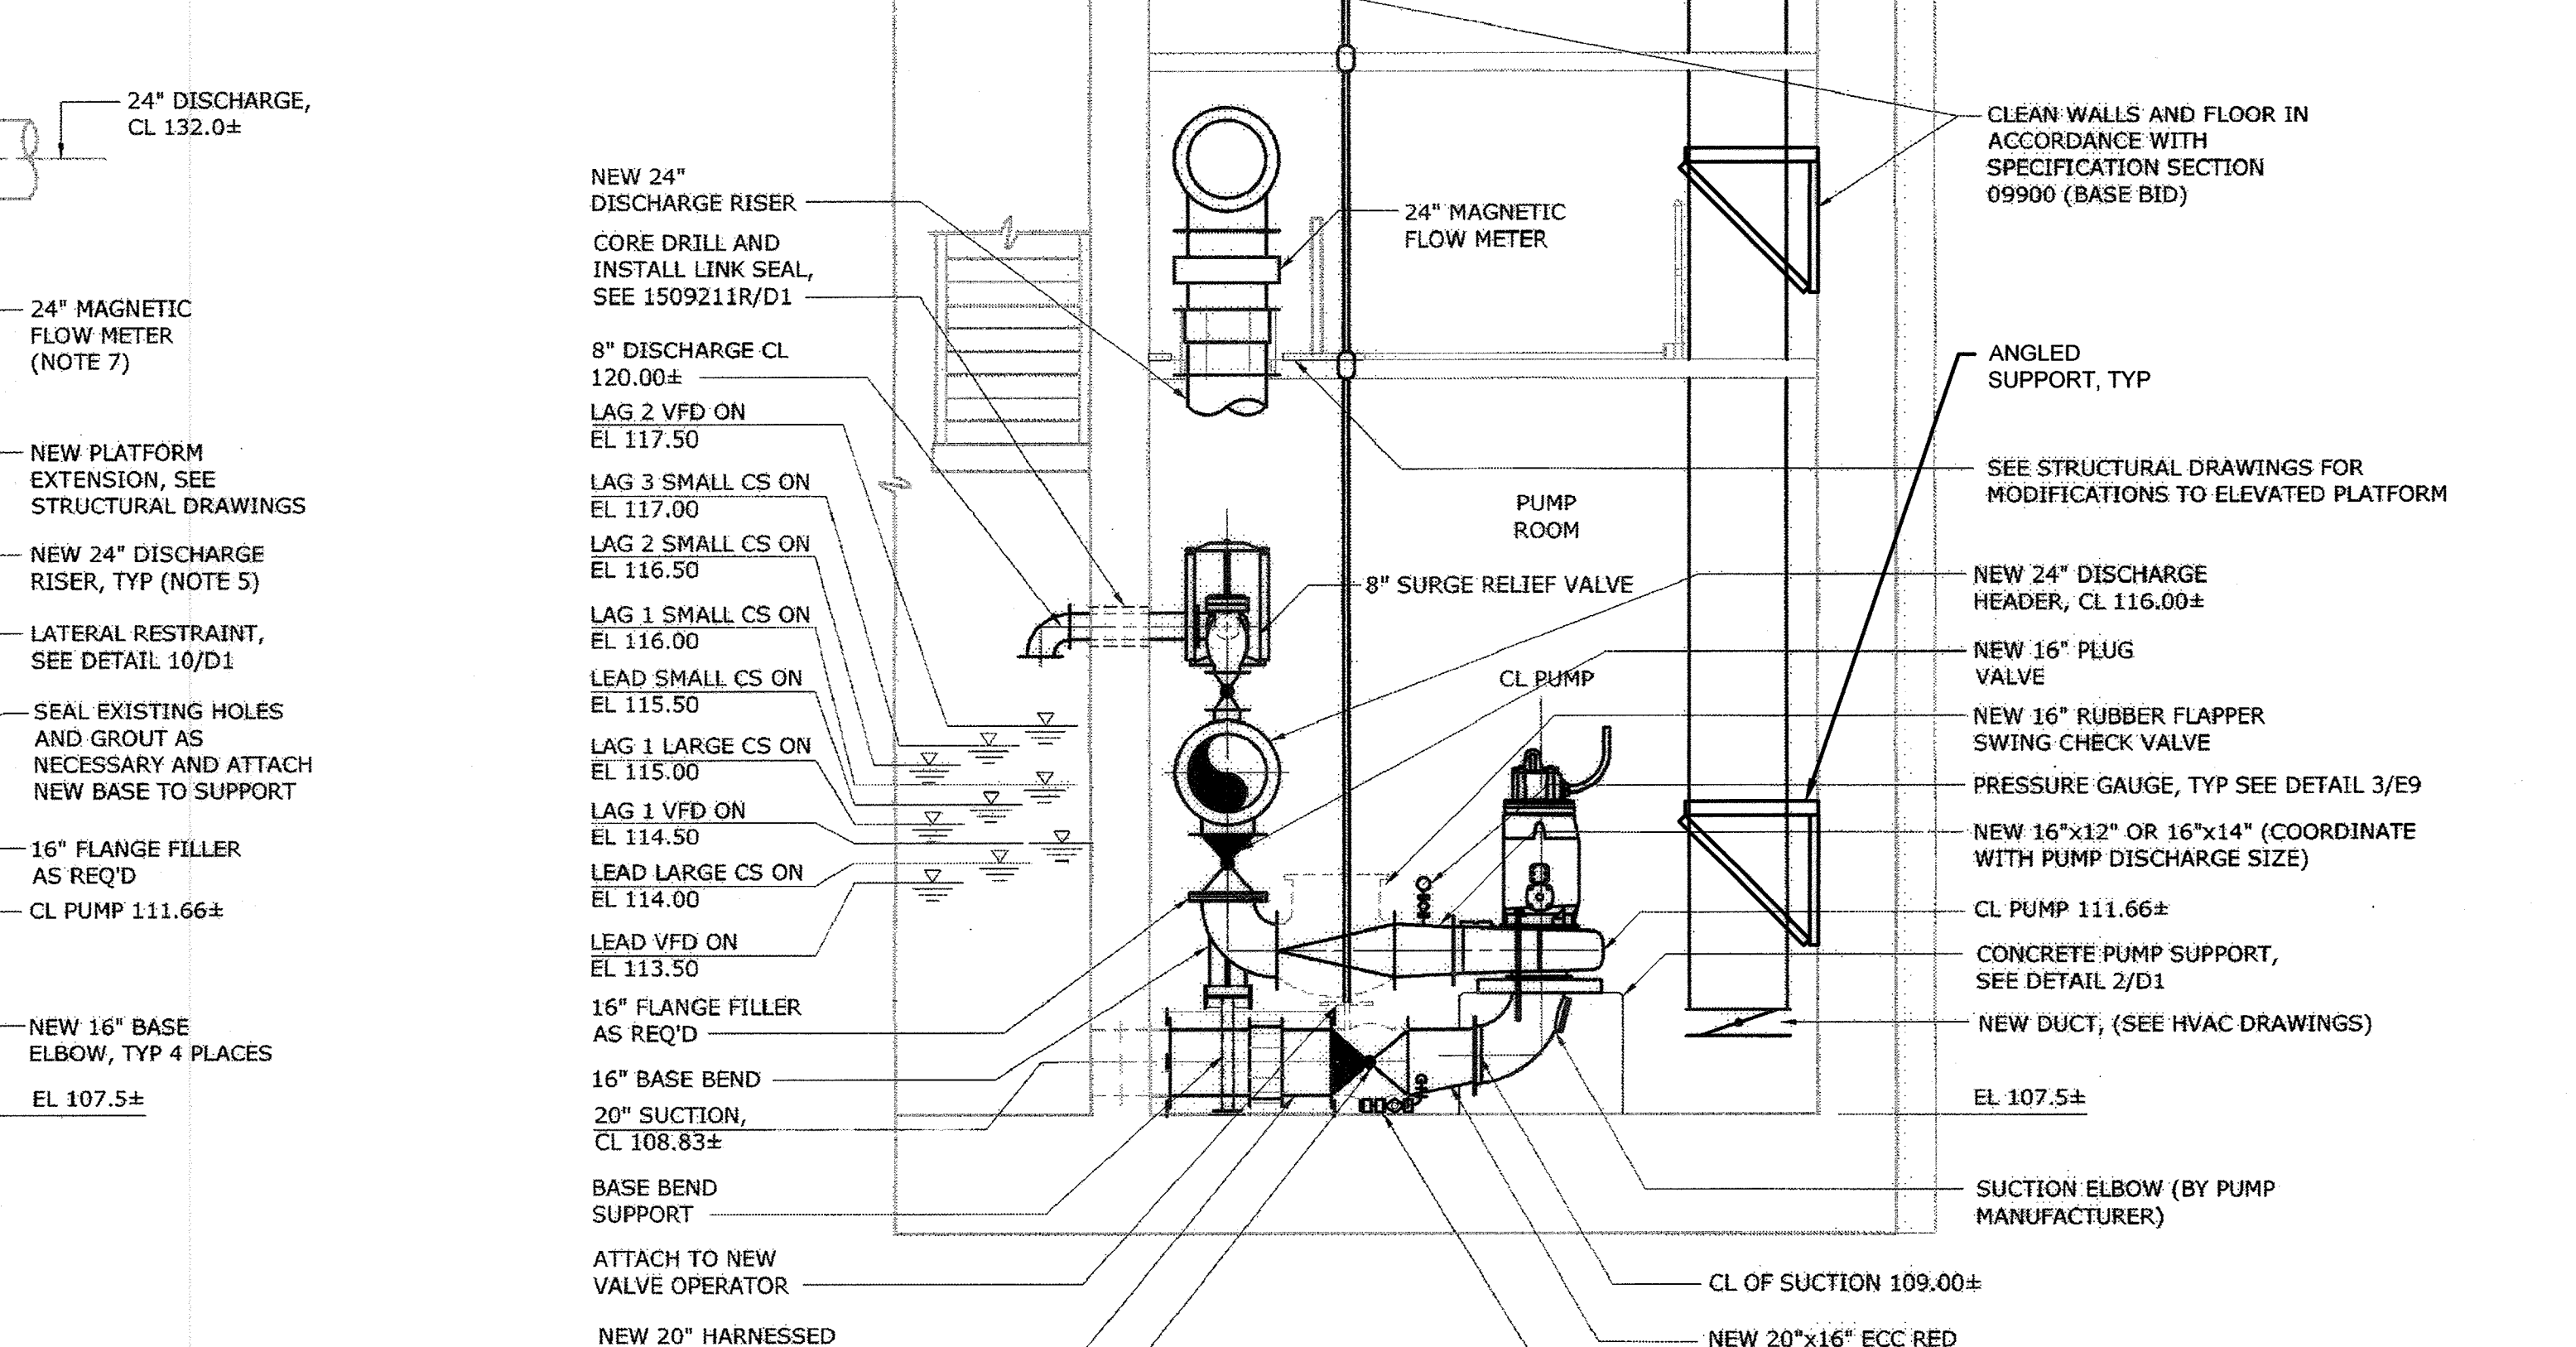 24" DISCHARGE,
CL 132.0±
24" MAGNETIC
FLOW METER
(NOTE 7)
NEW PLATFORM
EXTENSION, SEE
STRUCTURAL DRAWINGS
NEW 24" DISCHARGE
RISER, TYP (NOTE 5)
LATERAL RESTRAINT,
SEE DETAIL 10/D1
SEAL EXISTING HOLES
AND GROUT AS
NECESSARY AND ATTACH
NEW BASE TO SUPPORT
16" FLANGE FILLER
AS REQ'D
CL PUMP 111.66±
NEW 16" BASE
ELBOW, TYP 4 PLACES
EL 107.5±
NEW 24"
DISCHARGE RISER
CORE DRILL AND
INSTALL LINK SEAL,
SEE 1509211R/D1
8" DISCHARGE CL
120.00±
LAG 2 VFD ON
EL 117.50
LAG 3 SMALL CS ON
EL 117.00
LAG 2 SMALL CS ON
EL 116.50
LAG 1 SMALL CS ON
EL 116.00
LEAD SMALL CS ON
EL 115.50
LAG 1 LARGE CS ON
EL 115.00
LAG 1 VFD ON
EL 114.50
LEAD LARGE CS ON
EL 114.00
LEAD VFD ON
EL 113.50
16" FLANGE FILLER
AS REQ'D
16" BASE BEND
20" SUCTION,
CL 108.83±
BASE BEND
SUPPORT
ATTACH TO NEW
VALVE OPERATOR
NEW 20" HARNESSED
24" MAGNETIC
FLOW METER
PUMP
ROOM
8" SURGE RELIEF VALVE
CL PUMP
CLEAN WALLS AND FLOOR IN
ACCORDANCE WITH
SPECIFICATION SECTION
09900 (BASE BID)
ANGLED
SUPPORT, TYP
SEE STRUCTURAL DRAWINGS FOR
MODIFICATIONS TO ELEVATED PLATFORM
NEW 24" DISCHARGE
HEADER, CL 116.00±
NEW 16" PLUG
VALVE
NEW 16" RUBBER FLAPPER
SWING CHECK VALVE
PRESSURE GAUGE, TYP SEE DETAIL 3/E9
NEW 16"x12" OR 16"x14" (COORDINATE
WITH PUMP DISCHARGE SIZE)
CL PUMP 111.66±
CONCRETE PUMP SUPPORT,
SEE DETAIL 2/D1
NEW DUCT, (SEE HVAC DRAWINGS)
EL 107.5±
SUCTION ELBOW (BY PUMP
MANUFACTURER)
CL OF SUCTION 109.00±
NEW 20"x16" ECC RED